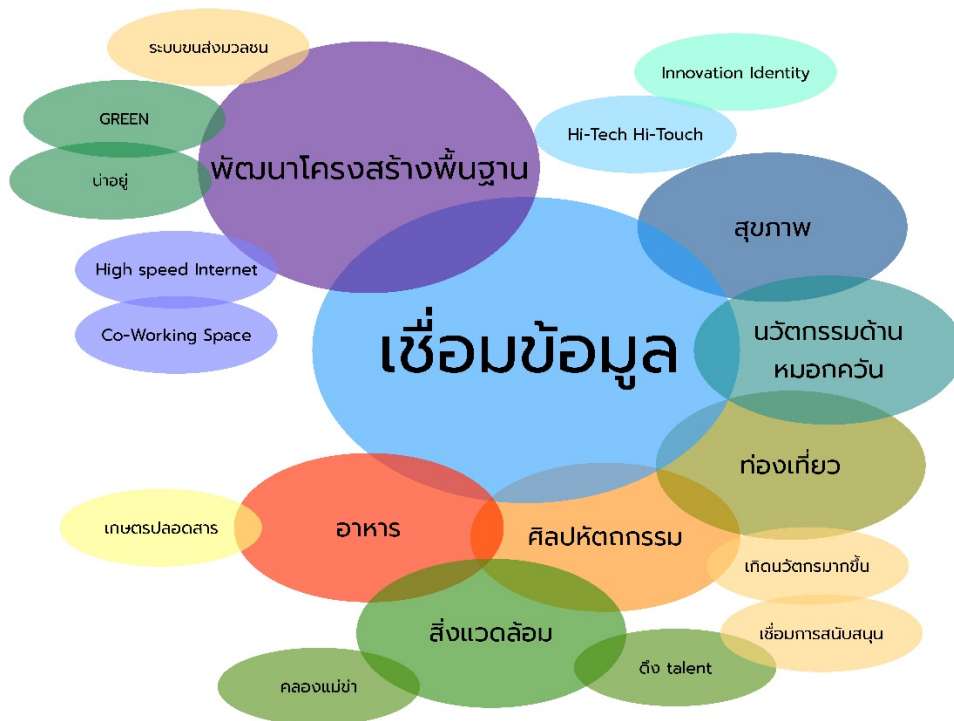 ระบบขนส่งมวลชน
Innovation Identity
GREEN
Hi-Tech Hi-Touch
พัฒนาโครงสร้างพื้นฐาน
น่าอยู่
สุขภาพ
High speed Internet
Co-Working Space
เชื่อมข้อมูล
นวัตกรรมด้าน
หมอกควัน
ท่องเที่ยว
เกษตรปลอดสาร
อาหาร
ศิลปหัตถกรรม
เกิดนวัตกรมากขึ้น
สิ่งแวดล้อม
เชื่อมการสนับสนุน
ดึง talent
คลองแม่ข่า